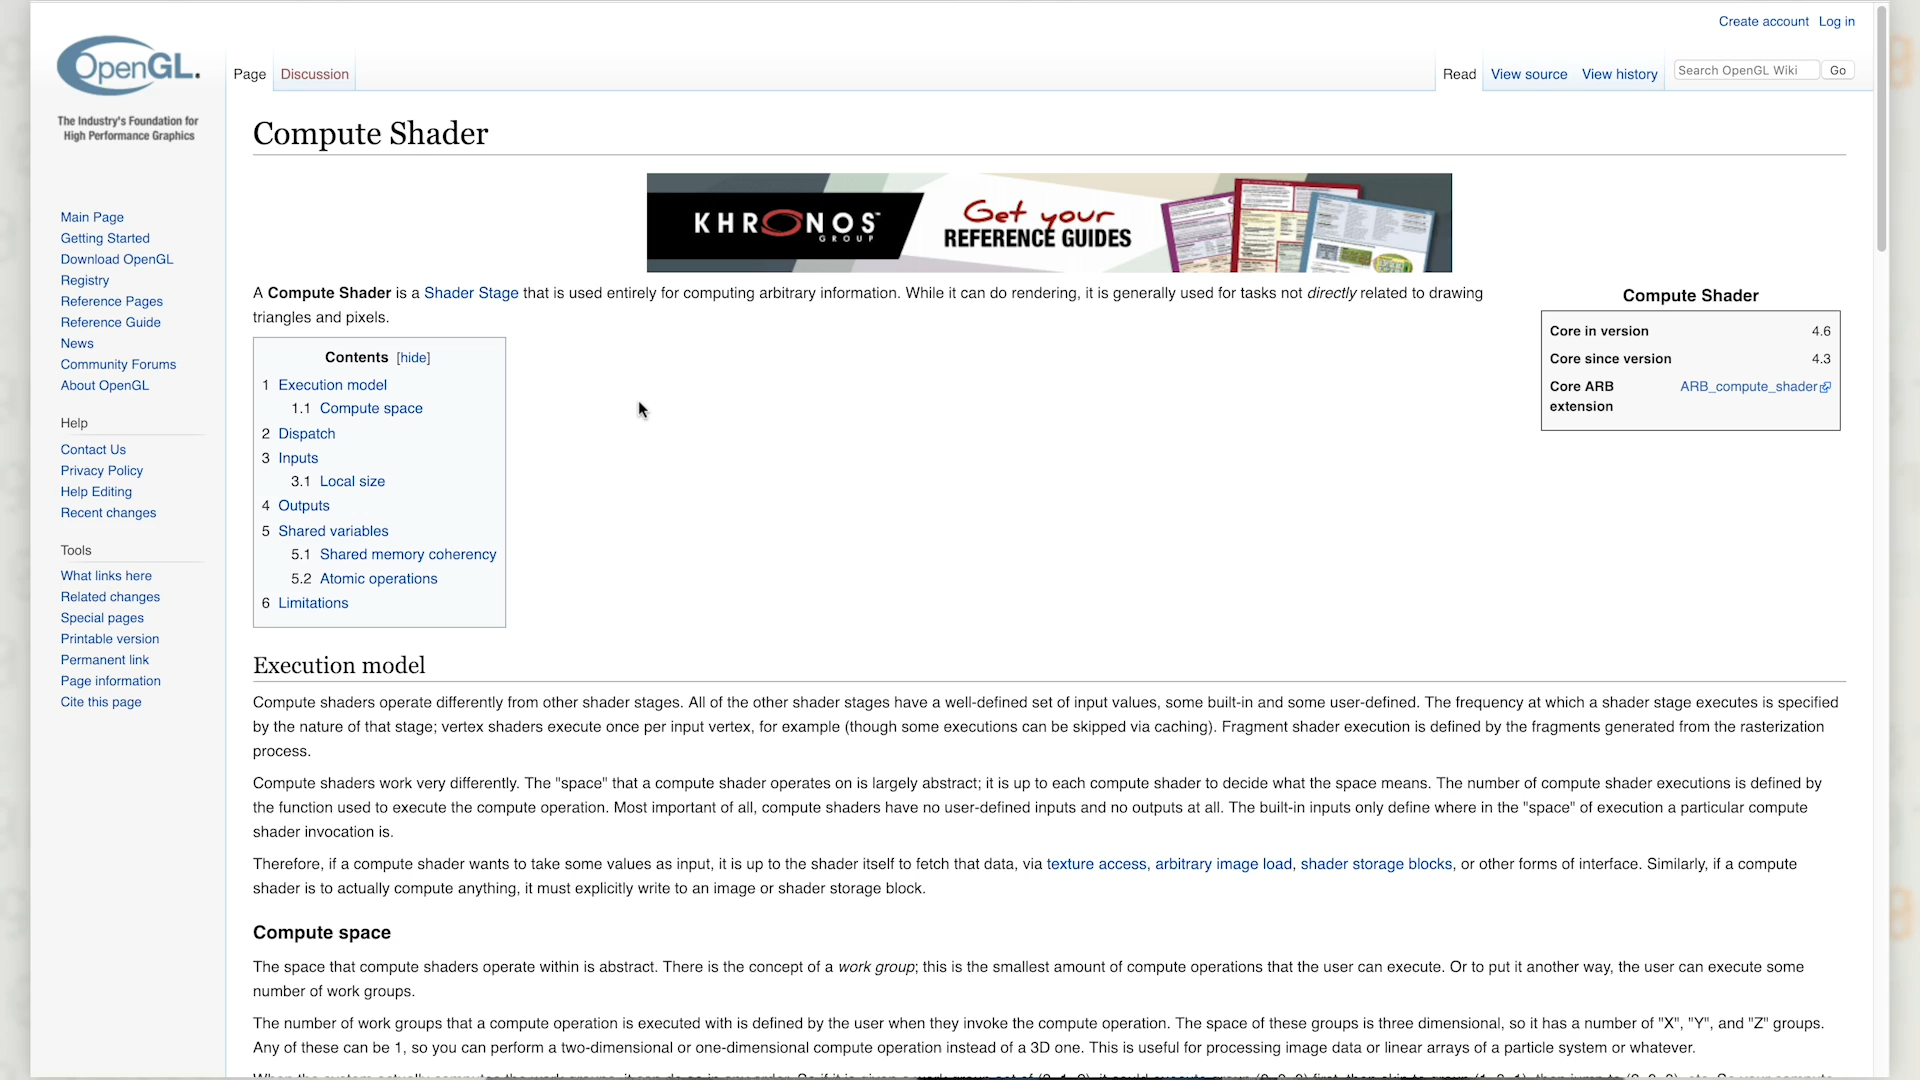 Create account Log in
OpenGL.
The Industry's Foundation for
High Performance Graphics
Page Discussion
Read View source View history Search OpenGL Wiki Go
Compute Shader
KHRONOS
GROUP
Get your
REFERENCE GUIDES
Main Page
Getting Started
Download OpenGL
Registry
Reference Pages
Reference Guide
News
Community Forums
About OpenGL
Help
Contact Us
Privacy Policy
Help Editing
Recent changes
Tools
What links here
Related changes
Special pages
Printable version
Permanent link
Page information
Cite this page
A Compute Shader is a Shader Stage that is used entirely for computing arbitrary information. While it can do rendering, it is generally used for tasks not directly related to drawing
triangles and pixels.
Compute Shader
Core in version 4.6
Core since version 4.3
Core ARB
extension
ARB_compute_shader
Contents [hide]
1 Execution model
1.1 Compute space
2 Dispatch
3 Inputs
3.1 Local size
4 Outputs
5 Shared variables
5.1 Shared memory coherency
5.2 Atomic operations
6 Limitations
Execution model
Compute shaders operate differently from other shader stages. All of the other shader stages have a well-defined set of input values, some built-in and some user-defined. The frequency at which a shader stage executes is specified
by the nature of that stage; vertex shaders execute once per input vertex, for example (though some executions can be skipped via caching). Fragment shader execution is defined by the fragments generated from the rasterization
process.
Compute shaders work very differently. The "space" that a compute shader operates on is largely abstract; it is up to each compute shader to decide what the space means. The number of compute shader executions is defined by
the function used to execute the compute operation. Most important of all, compute shaders have no user-defined inputs and no outputs at all. The built-in inputs only define where in the "space" of execution a particular compute
shader invocation is.
Therefore, if a compute shader wants to take some values as input, it is up to the shader itself to fetch that data, via texture access, arbitrary image load, shader storage blocks, or other forms of interface. Similarly, if a compute
shader is to actually compute anything, it must explicitly write to an image or shader storage block.
Compute space
The space that compute shaders operate within is abstract. There is the concept of a work group; this is the smallest amount of compute operations that the user can execute. Or to put it another way, the user can execute some
number of work groups.
The number of work groups that a compute operation is executed with is defined by the user when they invoke the compute operation. The space of these groups is three dimensional, so it has a number of "X", "Y", and "Z" groups.
Any of these can be 1, so you can perform a two-dimensional or one-dimensional compute operation instead of a 3D one. This is useful for processing image data or linear arrays of a particle system or whatever.